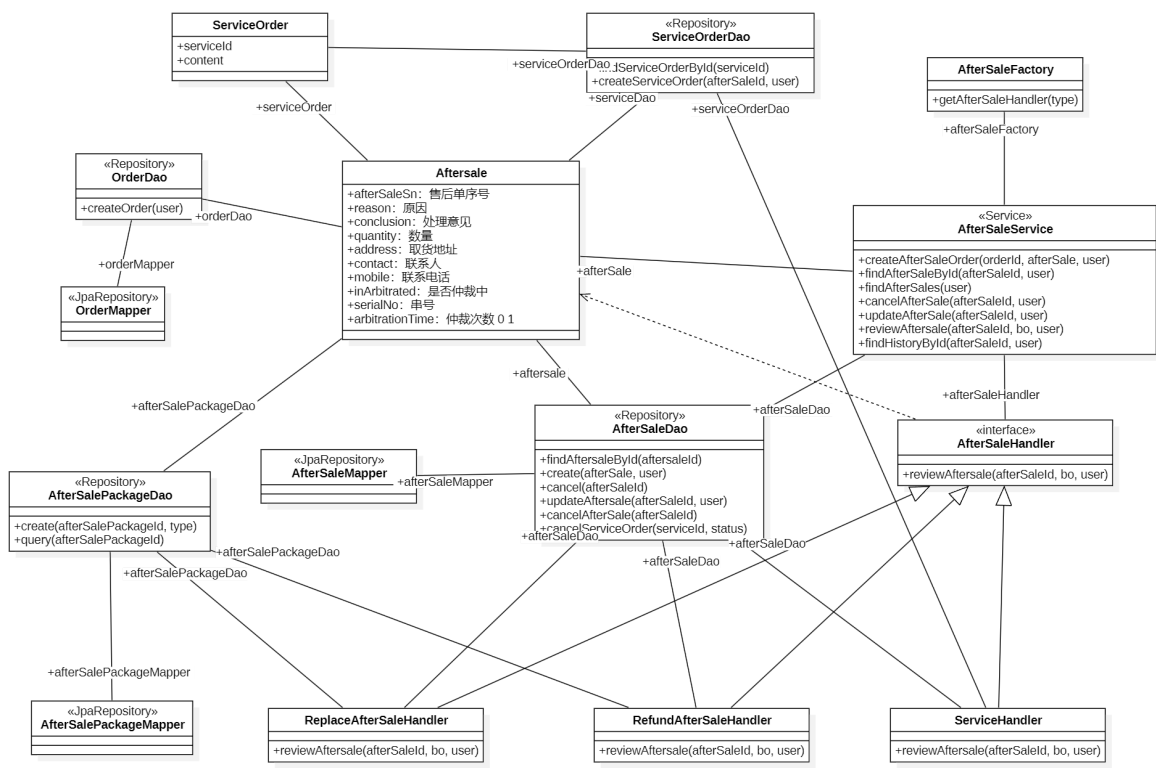 ServiceOrder
+serviceId
+content
«Repository»
ServiceOrderDao
+findServiceOrderById(serviceId)
+createServiceOrder(afterSaleId, user)
+serviceOrderDao
+serviceDao
+serviceOrderDao
+serviceOrder
AfterSaleFactory
+getAfterSaleHandler(type)
+afterSaleFactory
«Repository»
OrderDao
+createOrder(user)
+orderDao
+orderMapper
«JpaRepository»
OrderMapper
Aftersale
+afterSaleSn：售后单序号
+reason：原因
+conclusion：处理意见
+quantity：数量
+address：取货地址
+contact：联系人
+mobile：联系电话
+inArbitrated：是否仲裁中
+serialNo：串号
+arbitrationTime：仲裁次数 0 1
+afterSale
«Service»
AfterSaleService
+createAfterSaleOrder(orderId, afterSale, user)
+findAfterSaleById(afterSaleId, user)
+findAfterSales(user)
+cancelAfterSale(afterSaleId, user)
+updateAfterSale(afterSaleId, user)
+reviewAftersale(afterSaleId, bo, user)
+findHistoryById(afterSaleId, user)
+aftersale
+afterSalePackageDao
+afterSaleDao
+afterSaleHandler
«Repository»
AfterSaleDao
+findAftersaleById(aftersaleId)
+create(afterSale, user)
+cancel(afterSaleId)
+updateAftersale(afterSaleId, user)
+cancelAfterSale(afterSaleId)
+cancelServiceOrder(serviceId, status)
«interface»
AfterSaleHandler
+reviewAftersale(afterSaleId, bo, user)
«JpaRepository»
AfterSaleMapper
+afterSaleMapper
«Repository»
AfterSalePackageDao
+create(afterSalePackageId, type)
+query(afterSalePackageId)
+afterSaleDao
+afterSaleDao
+afterSaleDao
+afterSalePackageDao
+afterSalePackageDao
+afterSalePackageMapper
«JpaRepository»
AfterSalePackageMapper
ReplaceAfterSaleHandler
+reviewAftersale(afterSaleId, bo, user)
RefundAfterSaleHandler
+reviewAftersale(afterSaleId, bo, user)
ServiceHandler
+reviewAftersale(afterSaleId, bo, user)